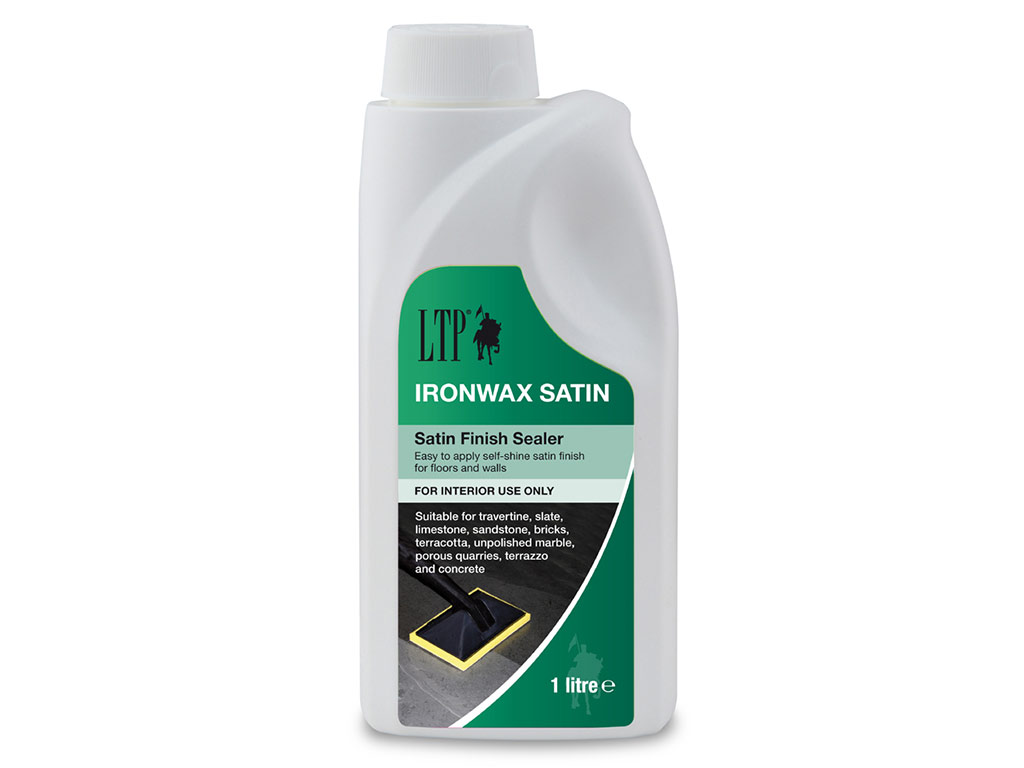 LTP®
IRONWAX SATIN
Satin Finish Sealer
Easy to apply self-shine satin finish
for floors and walls
FOR INTERIOR USE ONLY
Suitable for travertine, slate,
limestone, sandstone, bricks,
terracotta, unpolished marble,
porous quarries, terrazzo
and concrete
1 litre ℮